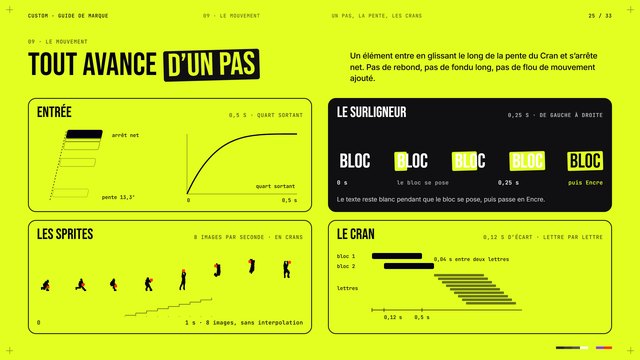 CUSTOM - GUIDE DE MARQUE
09 · LE MOUVEMENT
UN PAS, LA PENTE, LES CRANS
25 / 33
09 · LE MOUVEMENT
TOUT AVANCE D'UN PAS
Un élément entre en glissant le long de la pente du Cran et s'arrête
net. Pas de rebond, pas de fondu long, pas de flou de mouvement
ajouté.
ENTRÉE
0,5 S · QUART SORTANT
arrêt net
pente 13,3°
quart sortant
0
0,5 s
LE SURLIGNEUR
0,25 S · DE GAUCHE À DROITE
BLOC BLOC BLOC BLOC BLOC
0 s
le bloc se pose
0,25 s
puis Encre
Le texte reste blanc pendant que le bloc se pose, puis passe en Encre.
LES SPRITES
8 IMAGES PAR SECONDE · EN CRANS
0
1 s · 8 images, sans interpolation
LE CRAN
0,12 S D'ÉCART · LETTRE PAR LETTRE
bloc 1
bloc 2
0,04 s entre deux lettres
lettres
0,12 s
0,5 s